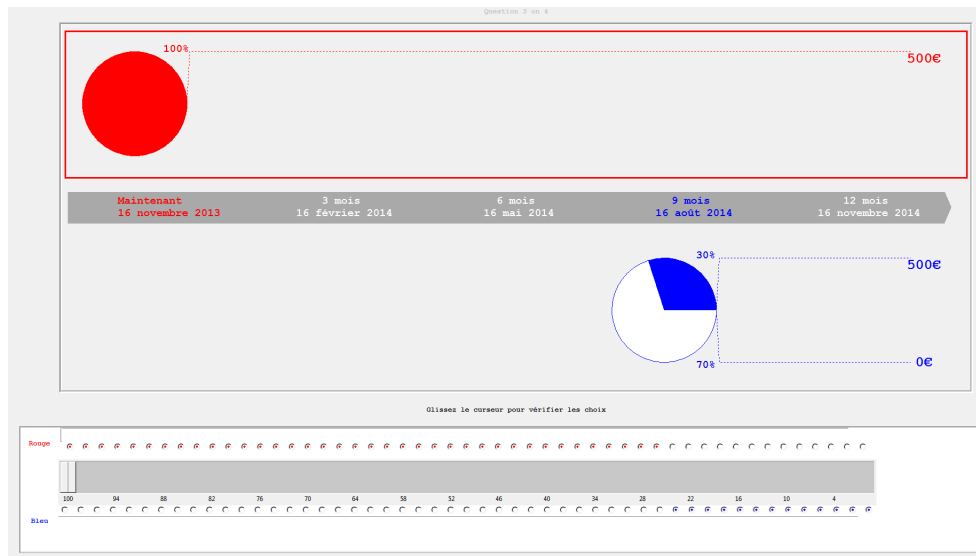 Question 3 on 4
100%
500€
Maintenant 3 mois 6 mois 9 mois 12 mois
16 novembre 2013 16 février 2014 16 mai 2014 16 août 2014 16 novembre 2014
30%
500€
70%
0€
Glissez le curseur pour vérifier les choix
Rouge
100 94 88 82 76 70 64 58 52 46 40 34 28 22 16 10 4
Bleu